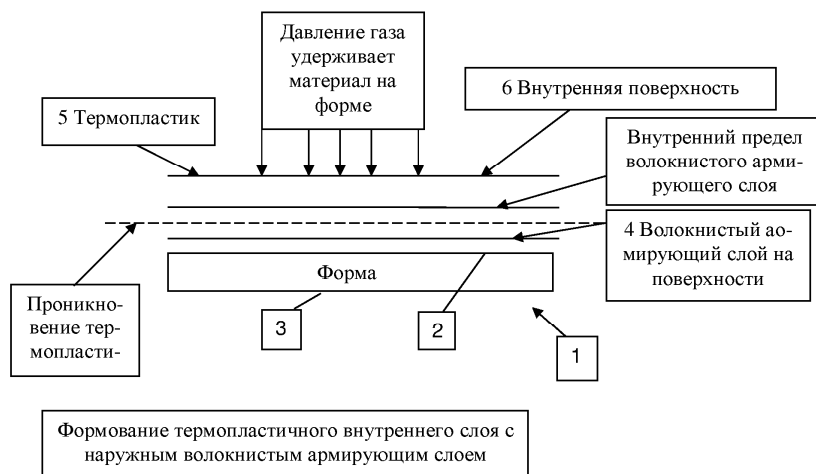 Давление газа
удерживает
материал на
форме
5 Термопластик
6 Внутренняя поверхность
Внутренний предел
волокнистого арми-
рующего слоя
4 Волокнистый аомирующий слой на
поверхности
Форма
Проникно-
вение тер-
мопласти-
3
2
1
Формование термопластичного внутреннего слоя с
наружным волокнистым армирующим слоем